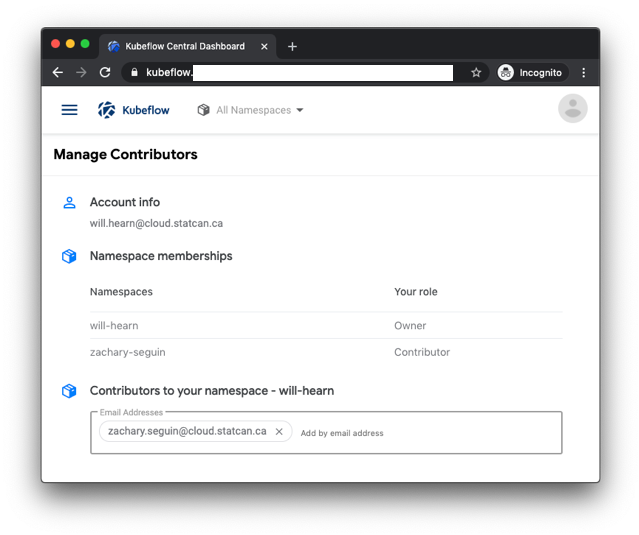 Kubeflow Central Dashboard
kubeflow.
Incognito
Kubeflow
All Namespaces
Manage Contributors
Account info
will.hearn@cloud.statcan.ca
Namespace memberships
Namespaces Your role
will-hearn Owner
zachary-seguin Contributor
Contributors to your namespace - will-hearn
Email Addresses
zachary.seguin@cloud.statcan.ca Add by email address